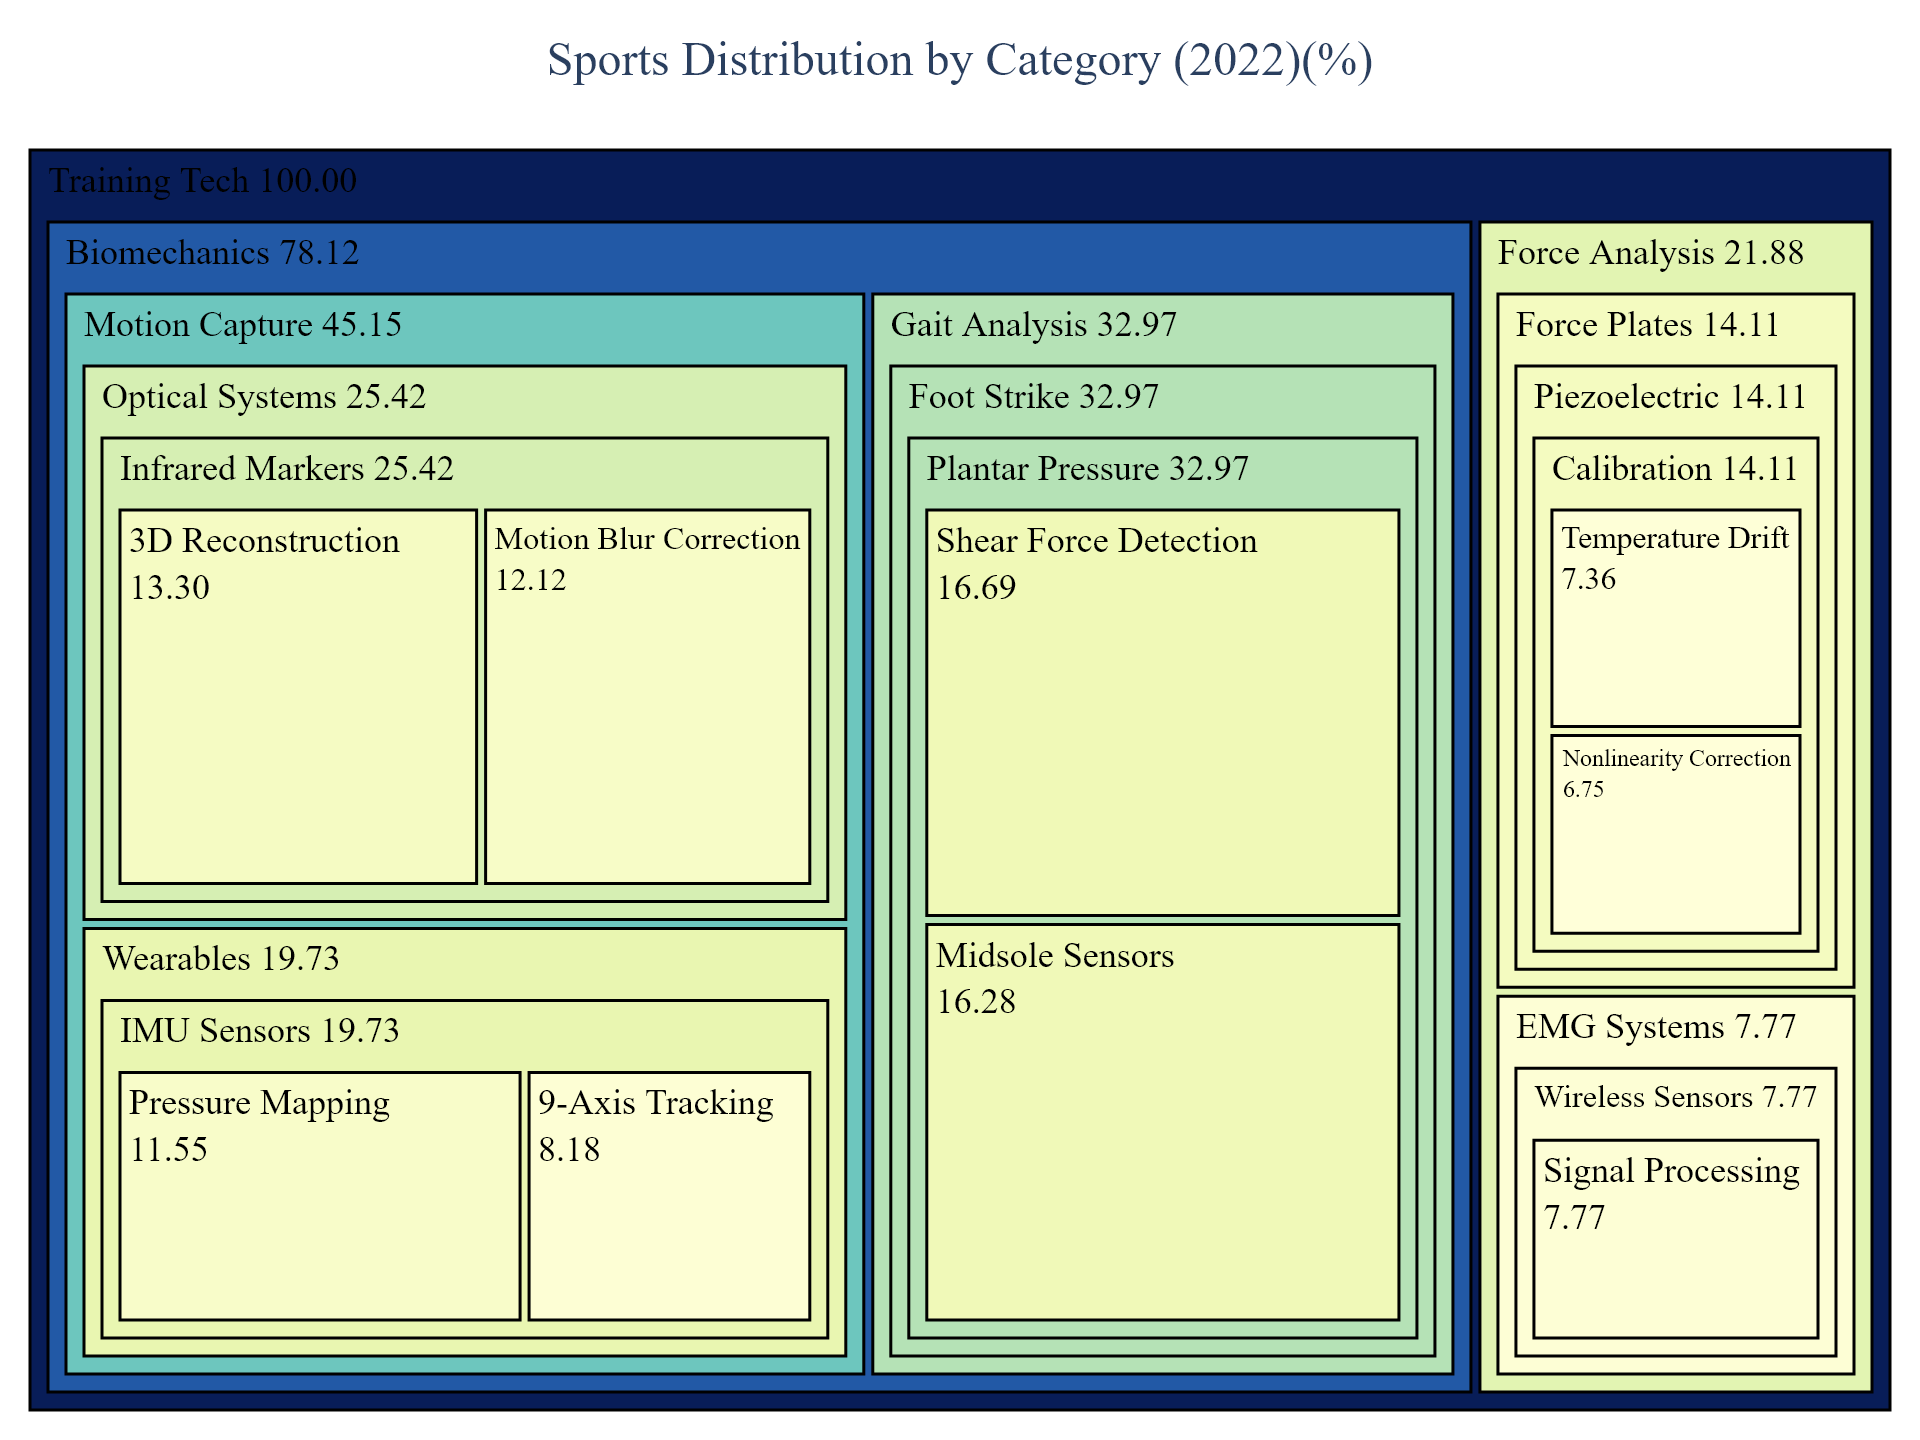 Sports Distribution by Category (2022)(%)
Training Tech 100.00
Biomechanics 78.12
Motion Capture 45.15
Optical Systems 25.42
Infrared Markers 25.42
3D Reconstruction
13.30
Motion Blur Correction
12.12
Wearables 19.73
IMU Sensors 19.73
Pressure Mapping
11.55
9-Axis Tracking
8.18
Gait Analysis 32.97
Foot Strike 32.97
Plantar Pressure 32.97
Shear Force Detection
16.69
Midsole Sensors
16.28
Force Analysis 21.88
Force Plates 14.11
Piezoelectric 14.11
Calibration 14.11
Temperature Drift
7.36
Nonlinearity Correction
6.75
EMG Systems 7.77
Wireless Sensors 7.77
Signal Processing
7.77